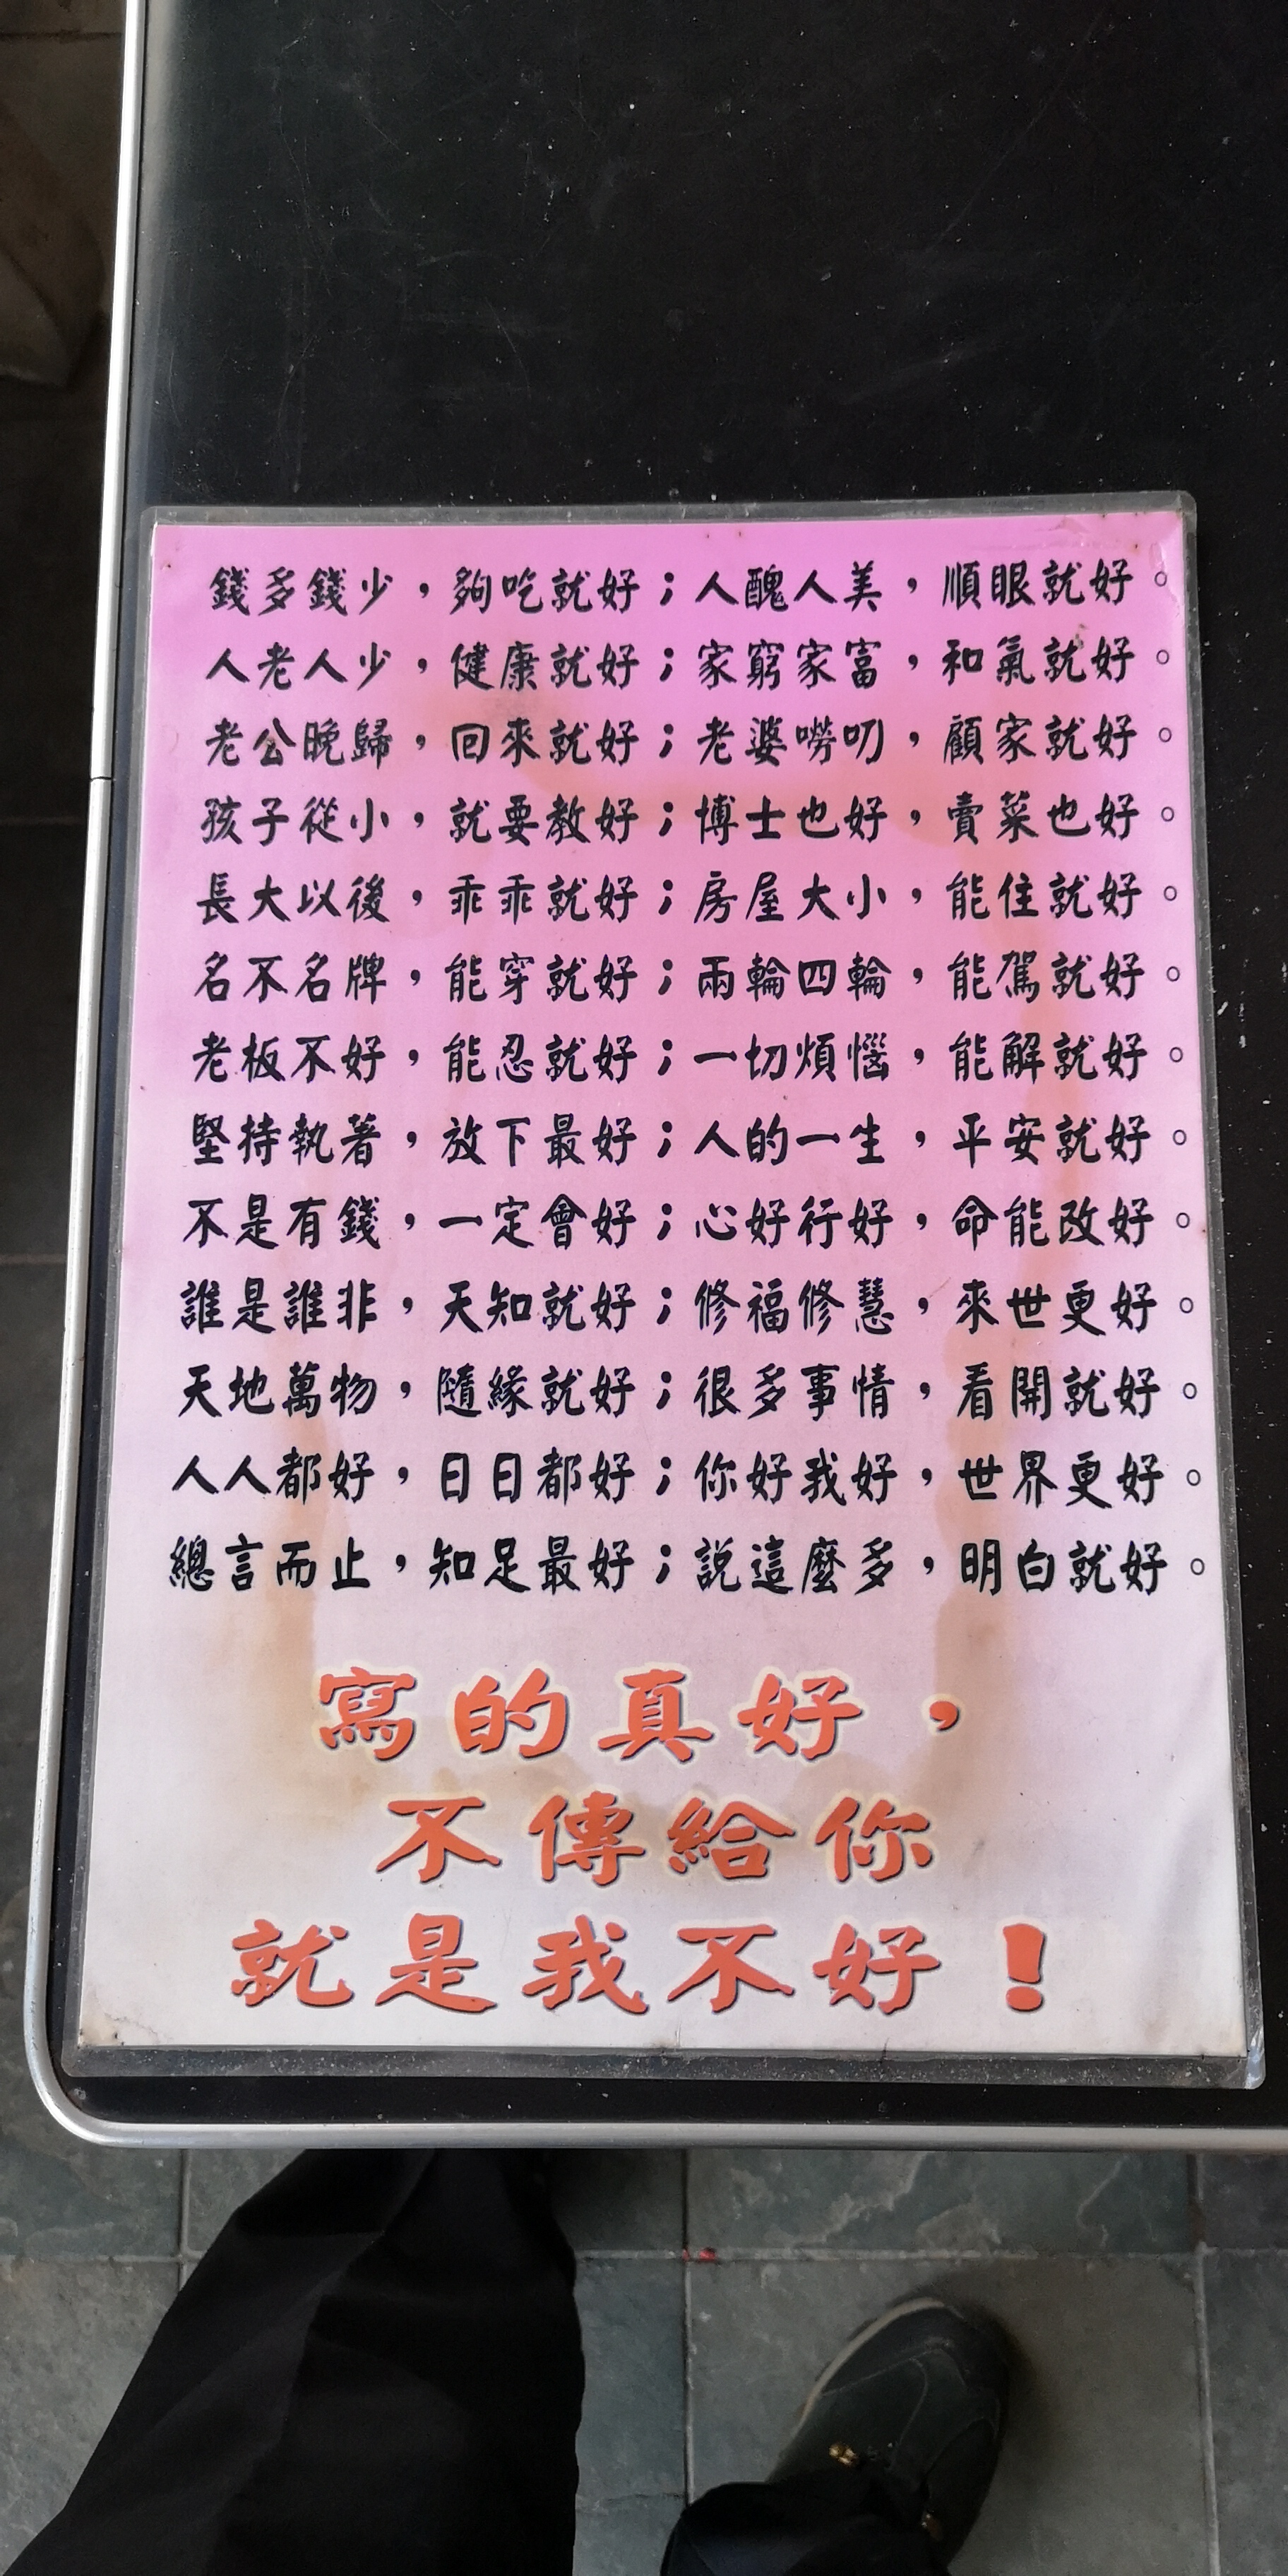 錢多錢少，夠吃就好；人醜人美，順眼就好。
人老人少，健康就好；家窮家富，和氣就好。
老公晚歸，回來就好；老婆嘮叨，顧家就好。
孩子從小，就要教好；博士也好，賣菜也好。
長大以後，乖乖就好；房屋大小，能住就好。
名不名牌，能穿就好；兩輪四輪，能駕就好。
老板不好，能忍就好；一切煩惱，能解就好。
堅持執著，放下最好；人的一生，平安就好。
不是有錢，一定會好；心好行好，命能改好。
誰是誰非，天知就好；修福修慧，來世更好。
天地萬物，隨緣就好；很多事情，看開就好。
人人都好，日日都好；你好我好，世界更好。
總言而止，知足最好；說這麼多，明白就好。
寫的真好，
不傳給你
就是我不好！